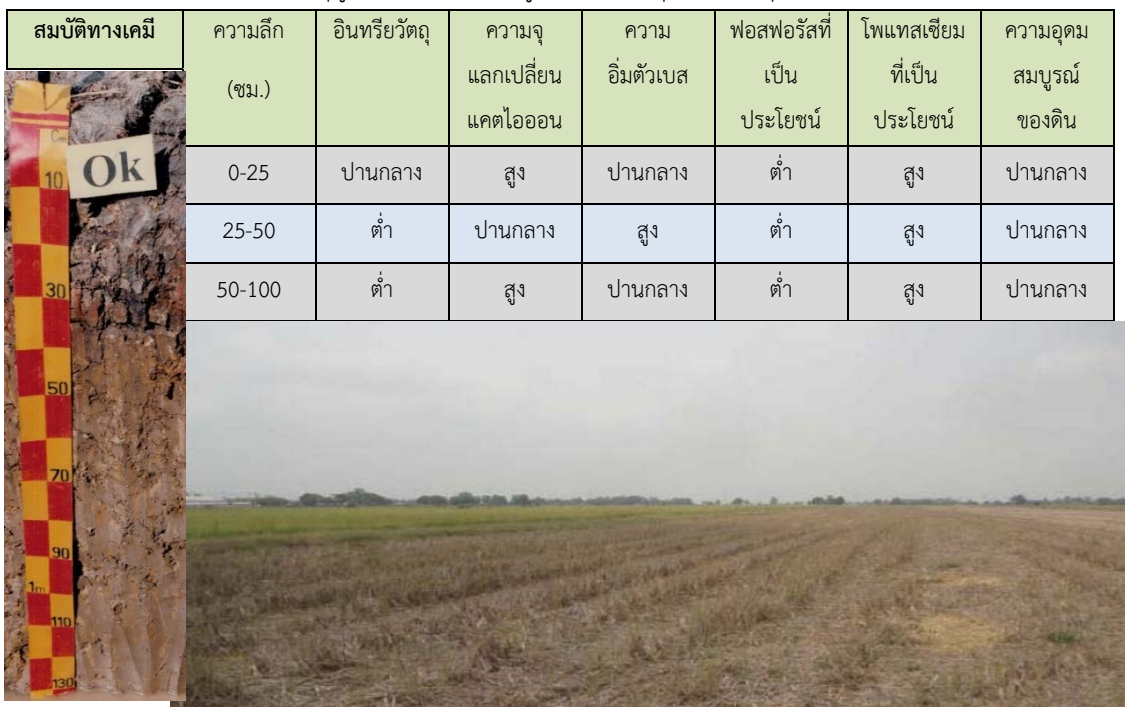 สมบัติทางเคมี ความลึก (ซม.) อินทรียวัตถุ ความจุ แลกเปลี่ยน แคตไอออน ความ อิ่มตัวเบส ฟอสฟอรัสที่ เป็น ประโยชน์ โพแทสเซียม ที่เป็น ประโยชน์ ความอุดม สมบูรณ์ ของดิน
0-25 ปานกลาง สูง ปานกลาง ต่ำ สูง ปานกลาง
25-50 ต่ำ ปานกลาง สูง ต่ำ สูง ปานกลาง
50-100 ต่ำ สูง ปานกลาง ต่ำ สูง ปานกลาง
Ok
10
30
50
70
90
1m
110
130